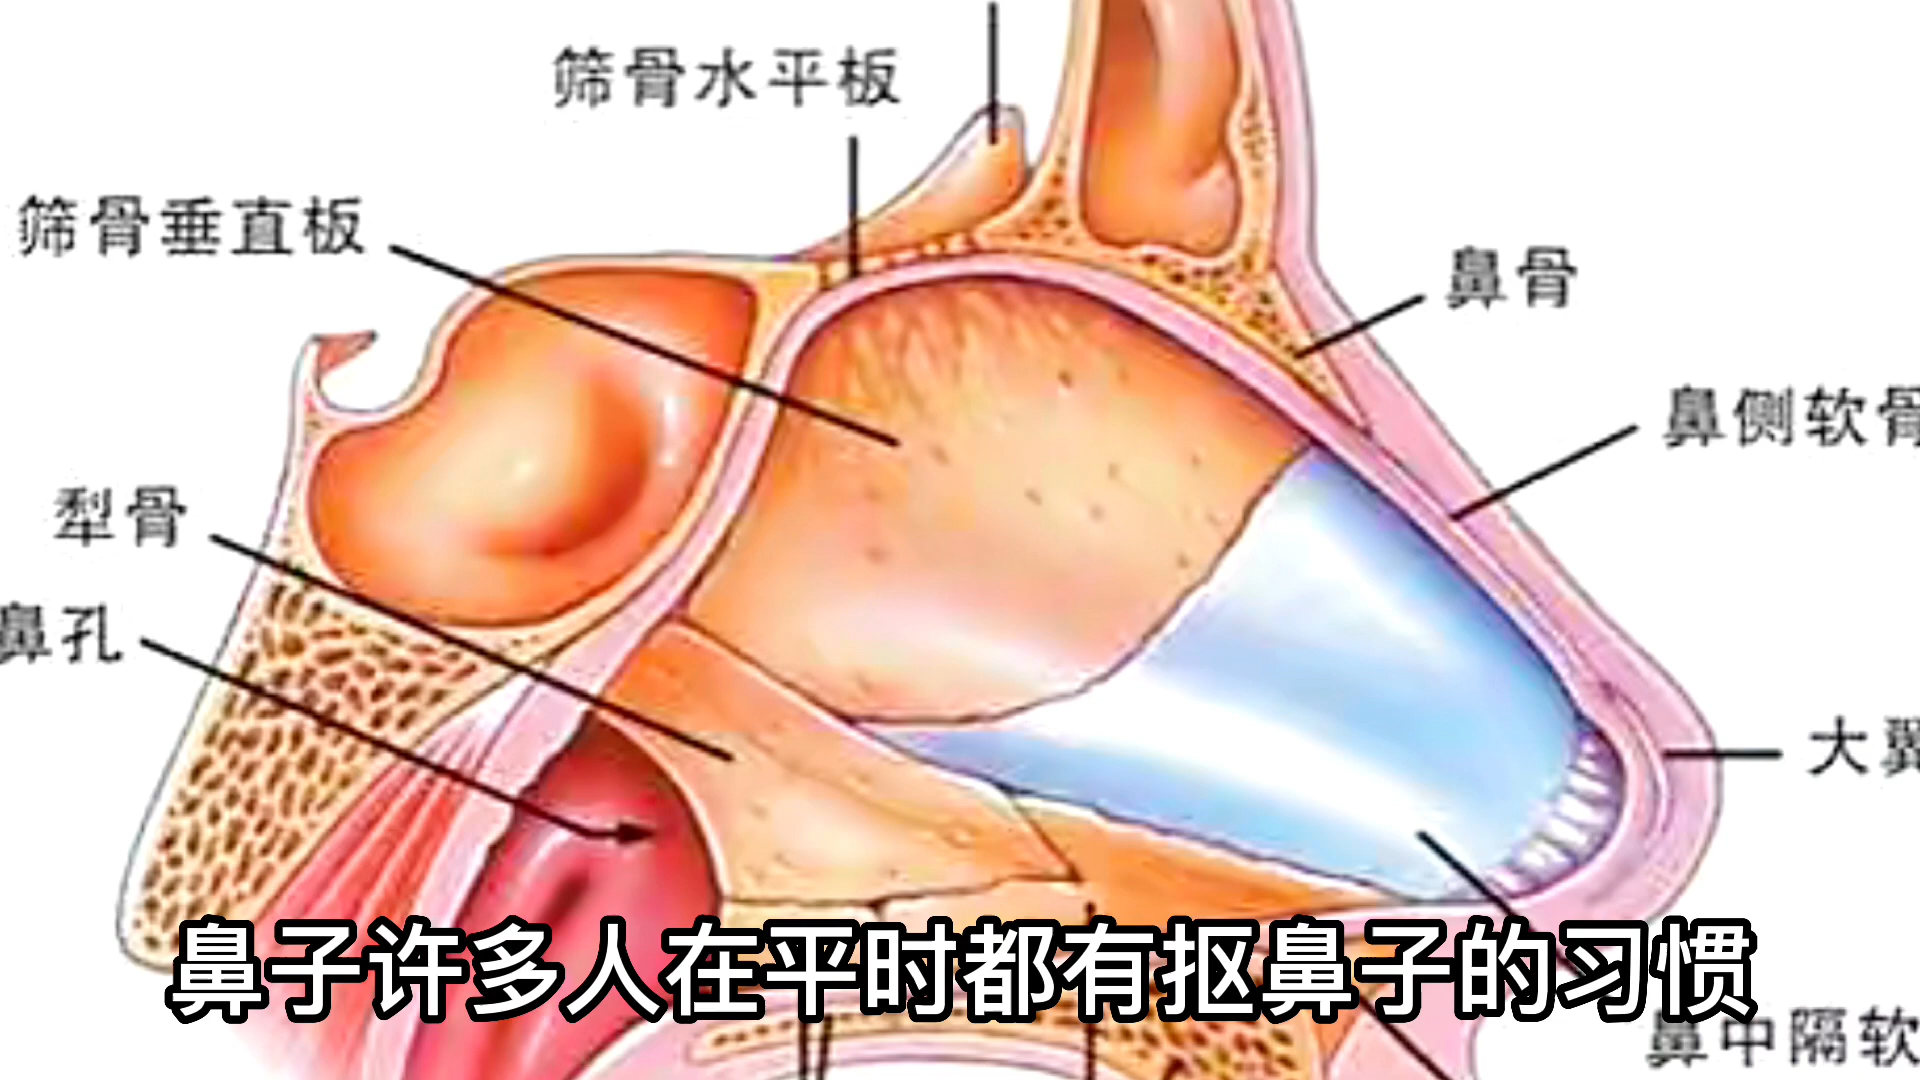 筛骨水平板
筛骨垂直板
鼻骨
鼻侧软骨
犁骨
鼻孔
大翼
鼻子许多人在平时都有抠鼻子的习惯
鼻中隔软